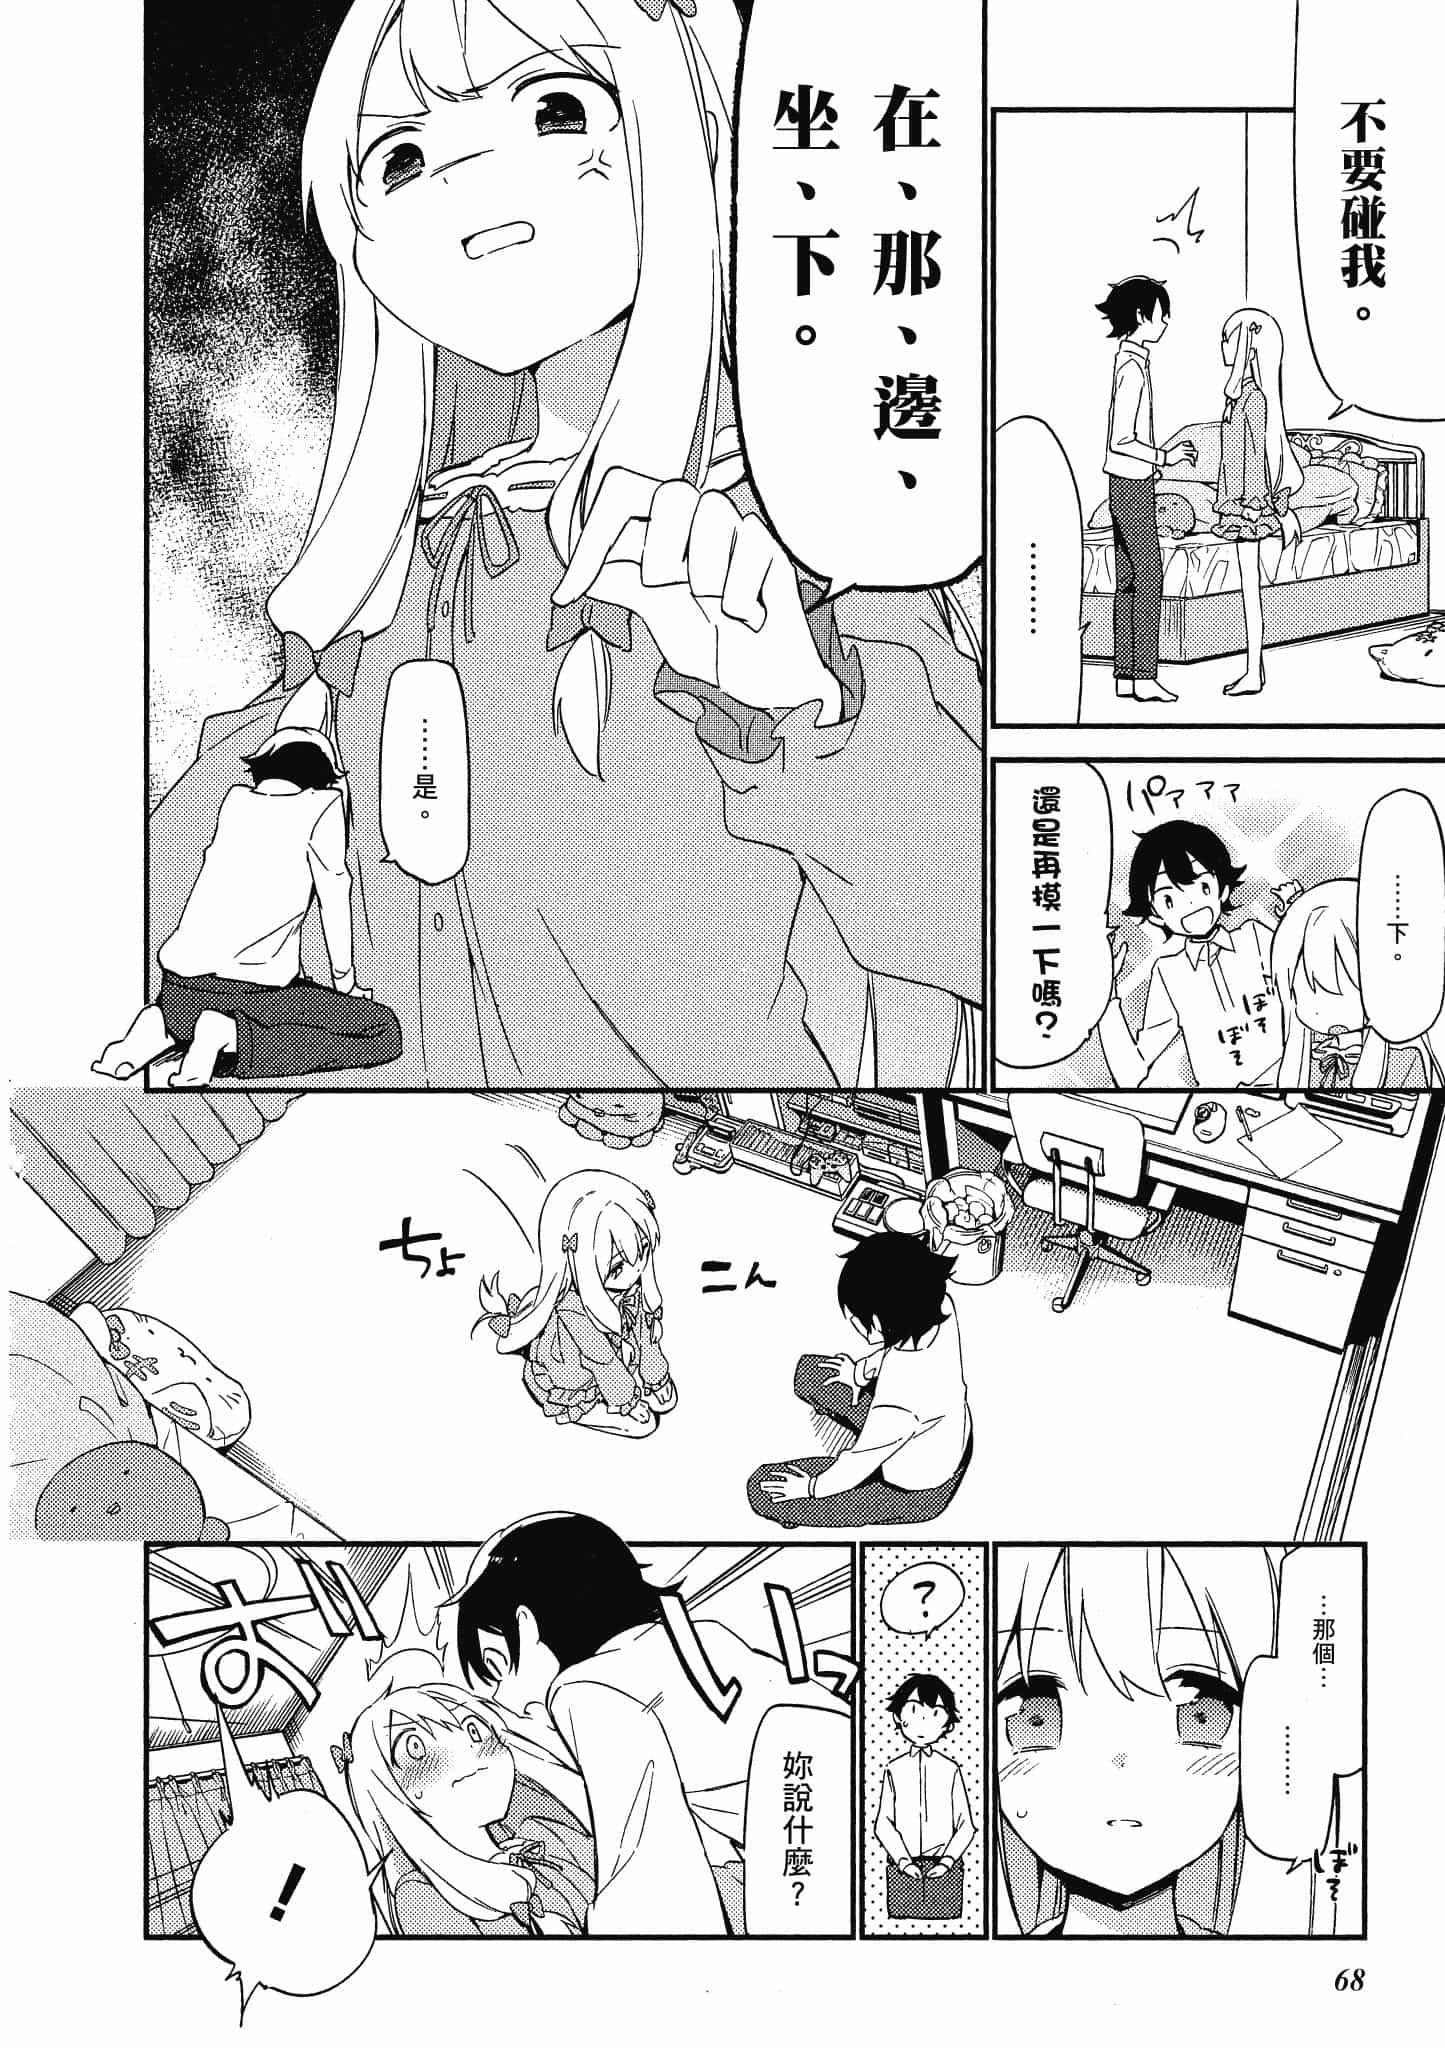 不要碰我。
………
……下。
ぼそ
ぼそ
パァァァ
還是再摸一下嗎?
在、那、邊、
坐、下。
……是。
ちょ
こん
…那個…
………
ぼそ
?
ずいっ
妳說什麼?
!
68